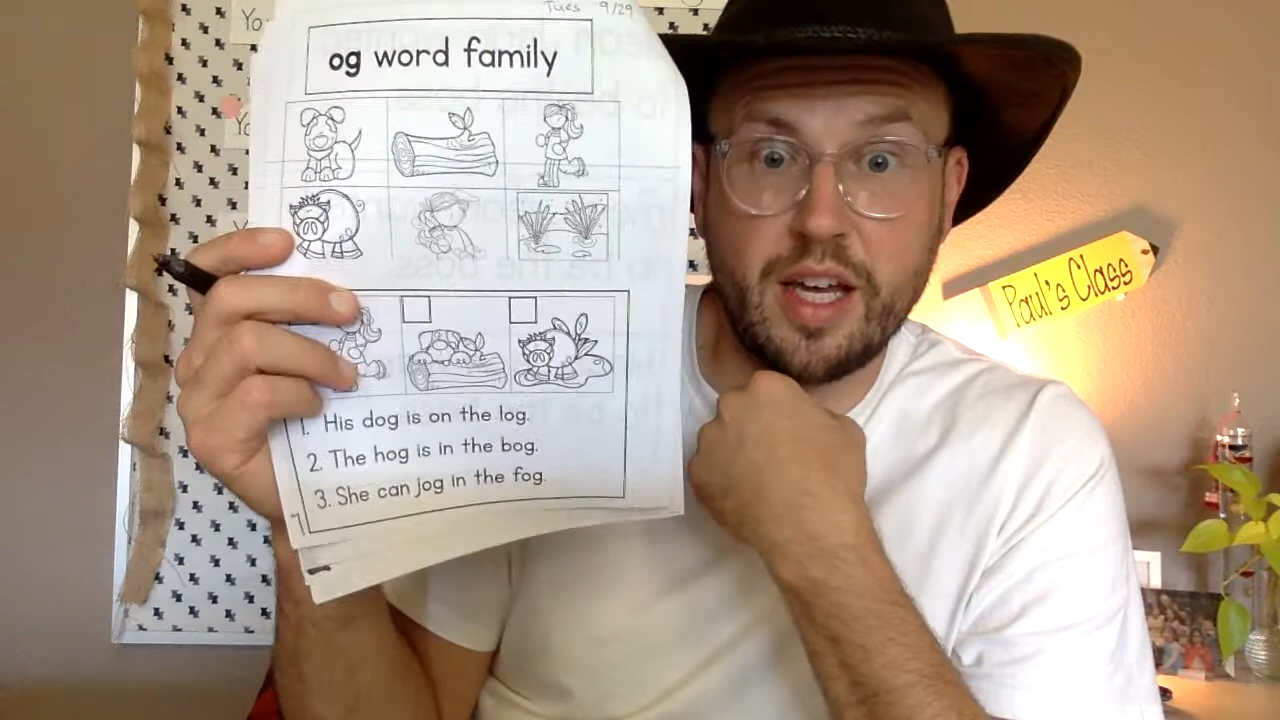 Tues 9/29
og word family
1. His dog is on the log.
2. The hog is in the bog.
3. She can jog in the fog.
Paul's Class